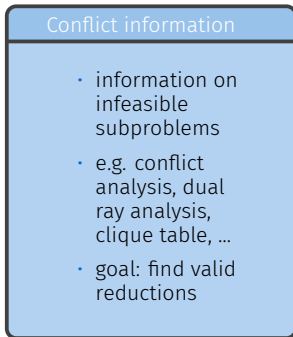 Conflict information
· information on
infeasible
subproblems
· e.g. conflict
analysis, dual
ray analysis,
clique table, ...
· goal: find valid
reductions